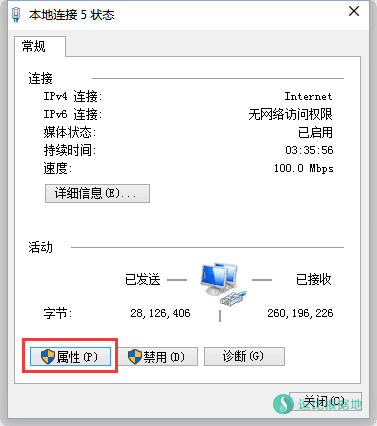 本地连接 5 状态
常规
连接
IPv4 连接: Internet
IPv6 连接: 无网络访问权限
媒体状态: 已启用
持续时间: 03:35:56
速度: 100.0 Mbps
详细信息(E)...
活动
已发送 — — 已接收
字节: 28,126,406 | 260,196,226
属性(P) 禁用(D) 诊断(G)
关闭(C)